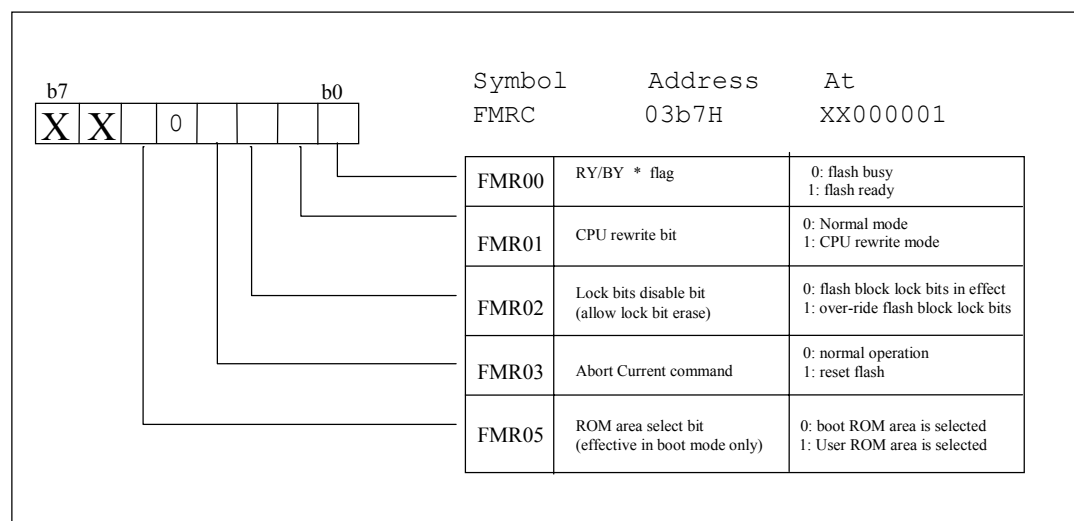 b7 b0
X X 0
Symbol Address At
FMRC 03b7H XX000001
FMR00 RY/BY * flag 0: flash busy
1: flash ready
FMR01 CPU rewrite bit 0: Normal mode
1: CPU rewrite mode
FMR02 Lock bits disable bit 0: flash block lock bits in effect
(allow lock bit erase) 1: over-ride flash block lock bits
FMR03 Abort Current command 0: normal operation
1: reset flash
FMR05 ROM area select bit 0: boot ROM area is selected
(effective in boot mode only) 1: User ROM area is selected